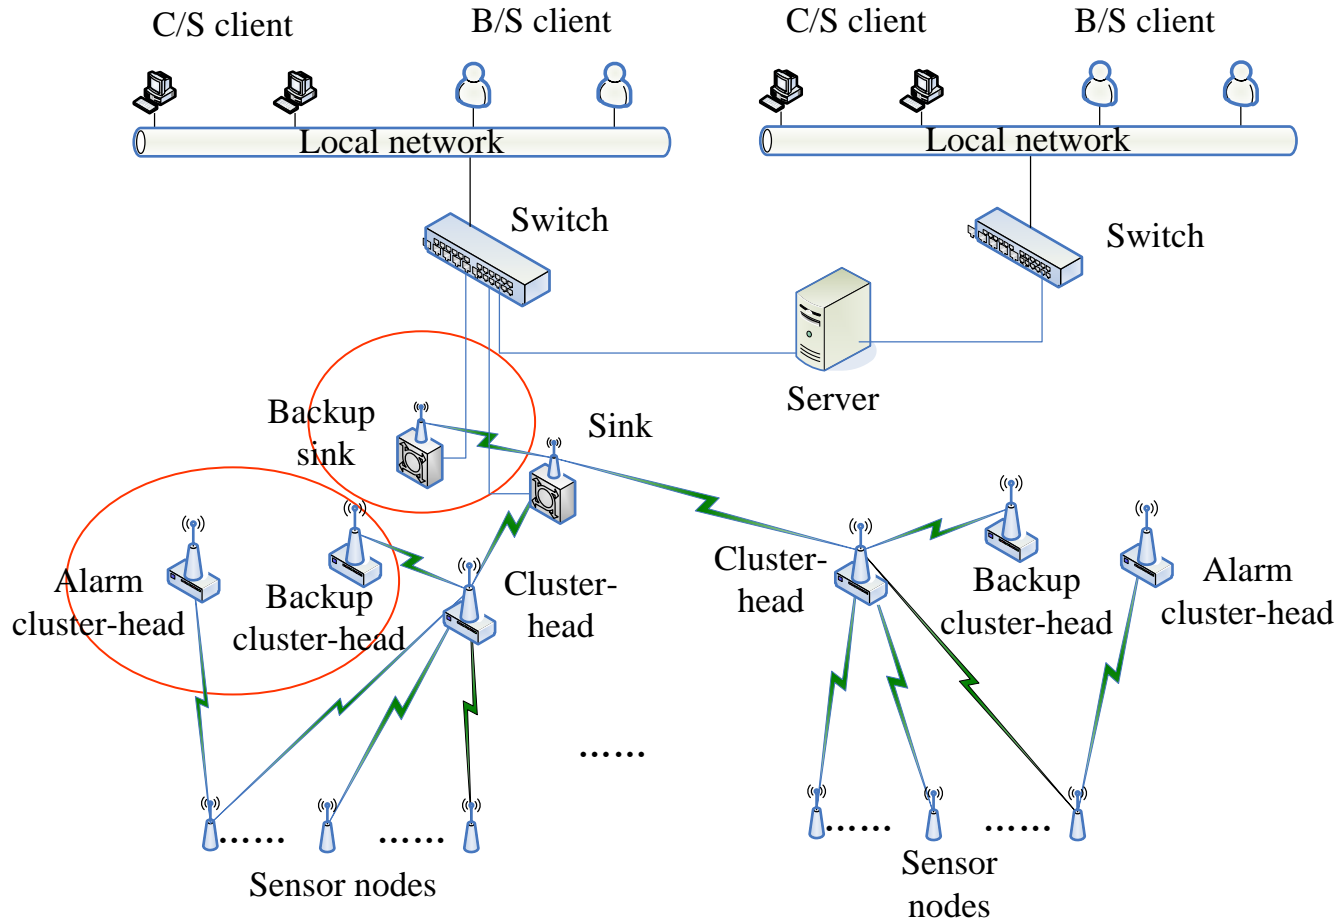 C/S client
B/S client
C/S client
B/S client
Local network
Local network
Switch
Switch
Server
Backup
sink
Sink
Alarm
cluster-head
Backup
cluster-head
Cluster-
head
Cluster-
head
Backup
cluster-head
Alarm
cluster-head
……
……
……
……
……
Sensor nodes
Sensor
nodes